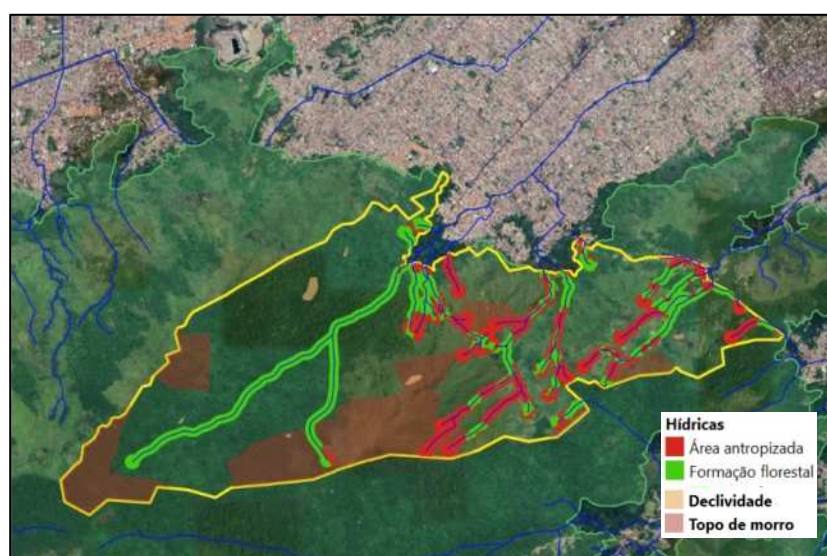 Hídricas
Área antropizada
Formação florestal
Declividade
Topo de morro